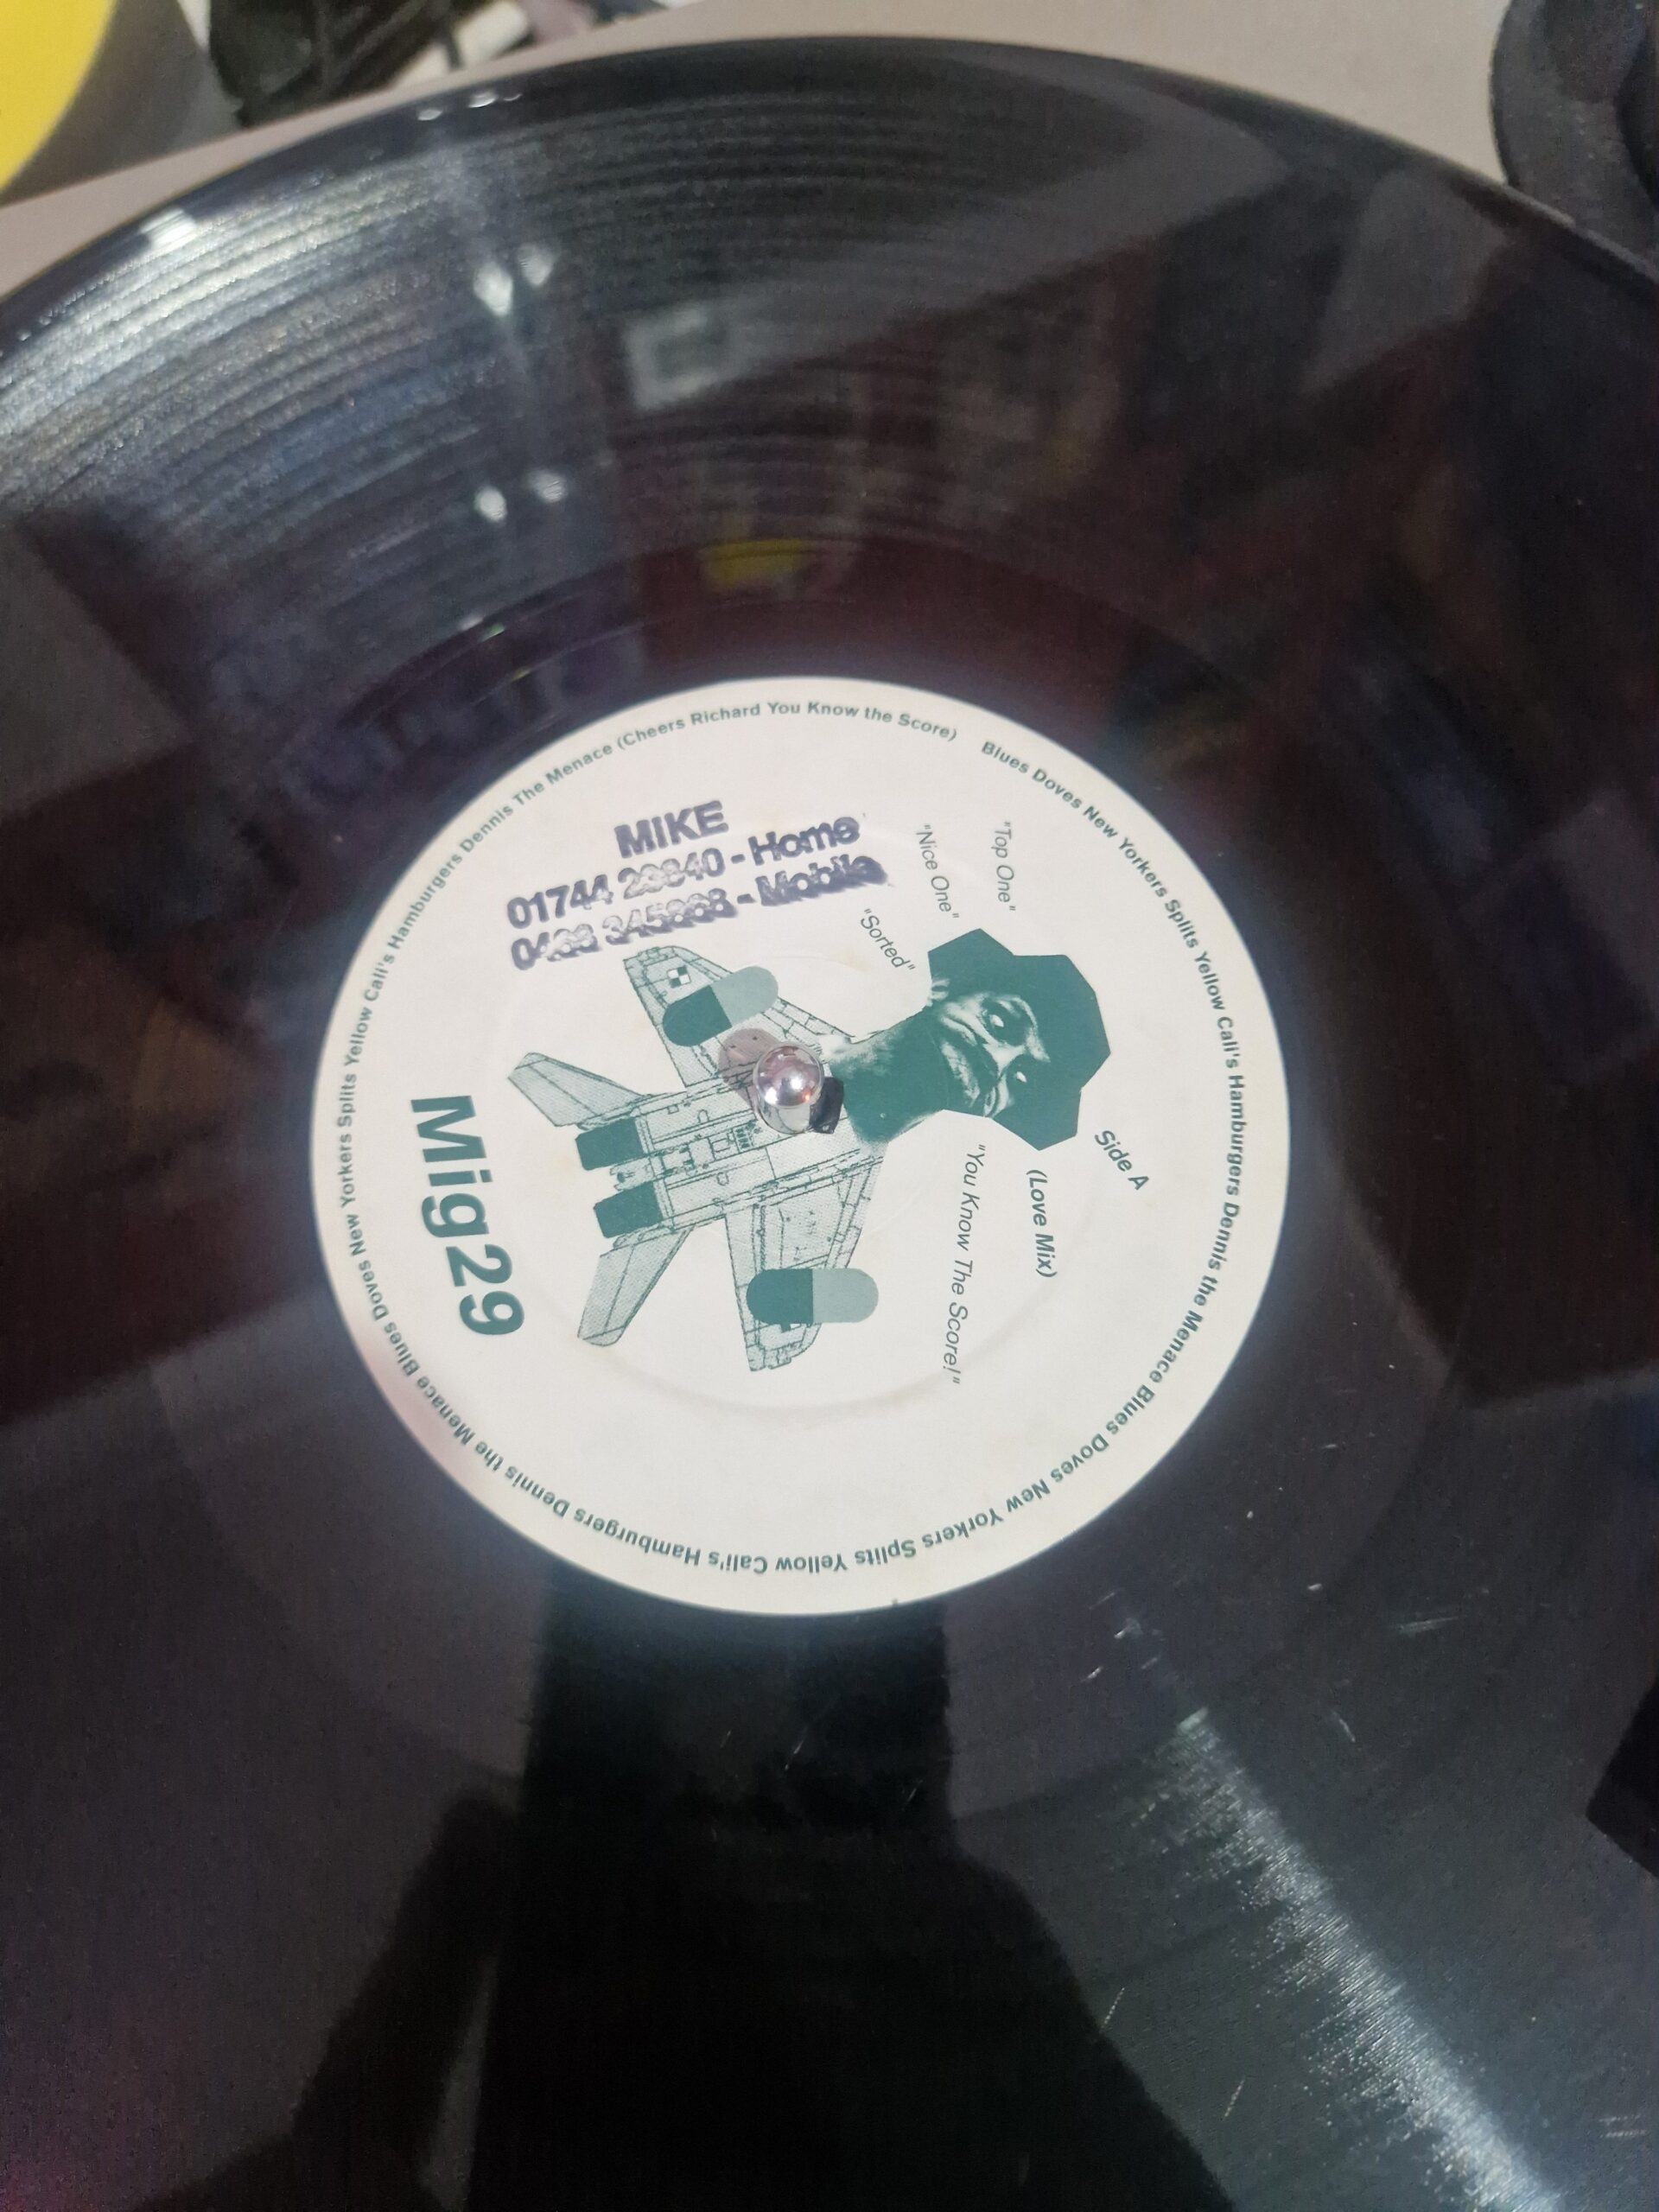 Blues Doves New Yorkers Splits Yellow Cali's Hamburgers Dennis the Menace Blues Doves New Yorkers Splits Yellow Cali's Hamburgers Dennis the Menace Blues Doves New Yorkers Splits Yellow Cali's Hamburgers Dennis The Menace (Cheers Richard You Know the Score)
MIKE
01744 - Home
- Mobile
"Top One"
"Nice One"
"Sorted"
Side A
(Love Mix)
"You Know The Score!"
Mig29